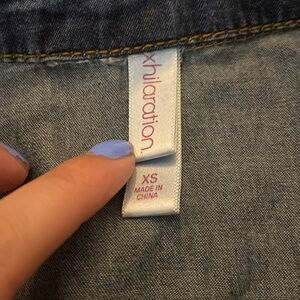 xhilaration.
XS
MADE IN
CHINA